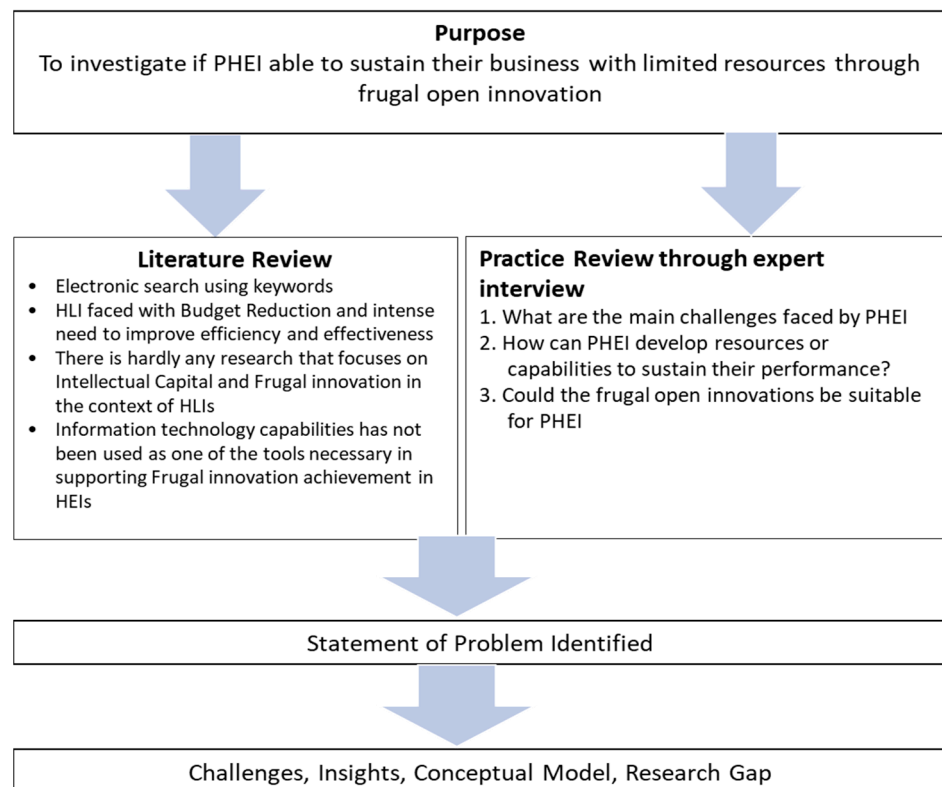 Purpose
To investigate if PHEI able to sustain their business with limited resources through
frugal open innovation
Literature Review
• Electronic search using keywords
• HLI faced with Budget Reduction and intense
need to improve efficiency and effectiveness
• There is hardly any research that focuses on
Intellectual Capital and Frugal innovation in
the context of HLIs
• Information technology capabilities has not
been used as one of the tools necessary in
supporting Frugal innovation achievement in
HEIs
Practice Review through expert
interview
1. What are the main challenges faced by PHEI
2. How can PHEI develop resources or
capabilities to sustain their performance?
3. Could the frugal open innovations be suitable
for PHEI
Statement of Problem Identified
Challenges, Insights, Conceptual Model, Research Gap